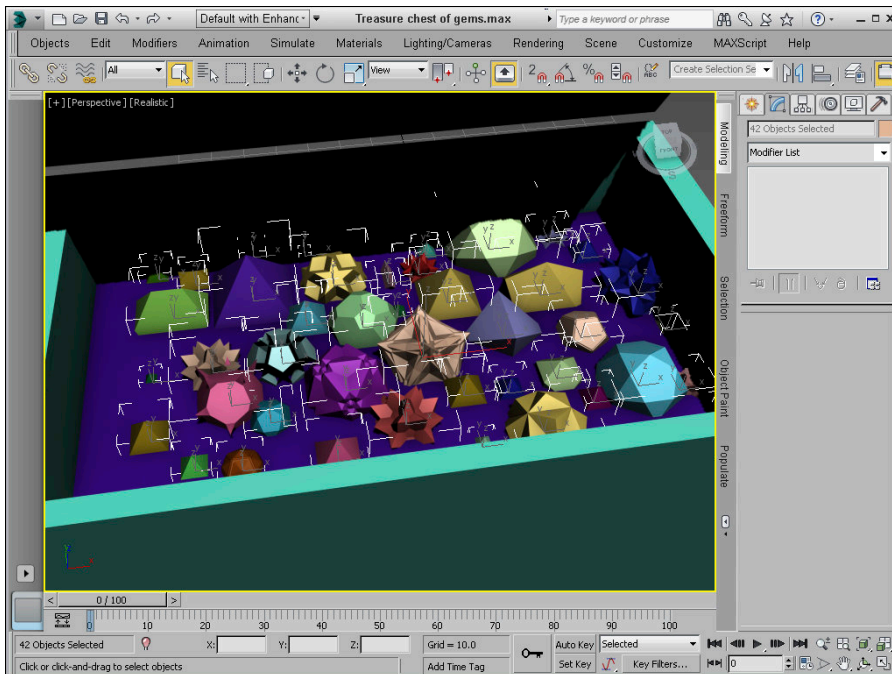 Default with Enhanc
Treasure chest of gems.max
Type a keyword or phrase
Objects Edit Modifiers Animation Simulate Materials Lighting/Cameras Rendering Scene Customize MAXScript Help
All
View
2
%
ABC
Create Selection Se
[+][Perspective][Realistic]
Modeling
Freeform
Selection
Object Paint
Populate
42 Objects Selected
Modifier List
0 / 100
0 10 20 30 40 50 60 70 80 90 100
42 Objects Selected X: Y: Z: Grid = 10.0 Auto Key Selected
Click or click-and-drag to select objects Add Time Tag Set Key Key Filters... 0